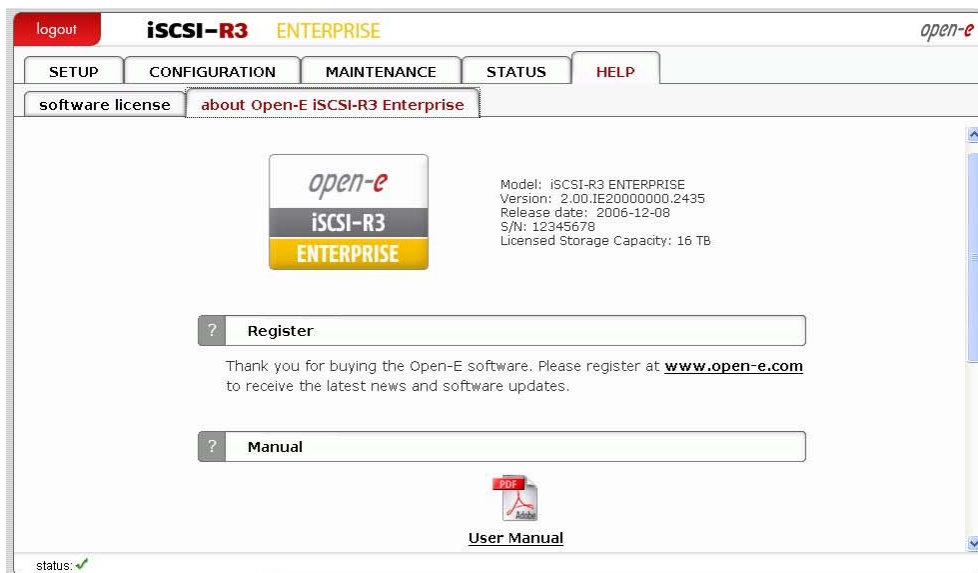 logout iSCSI-R3 ENTERPRISE open-e
SETUP CONFIGURATION MAINTENANCE STATUS HELP
software license about Open-E iSCSI-R3 Enterprise
open-e
iSCSI-R3
ENTERPRISE
Model: iSCSI-R3 ENTERPRISE
Version: 2.00.IE20000000.2435
Release date: 2006-12-08
S/N: 12345678
Licensed Storage Capacity: 16 TB
? Register
Thank you for buying the Open-E software. Please register at www.open-e.com
to receive the latest news and software updates.
? Manual
PDF
Adobe
User Manual
status: